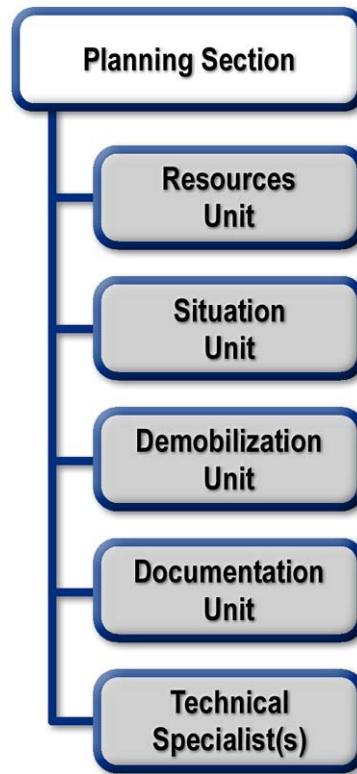 Planning Section
Resources
Unit
Situation
Unit
Demobilization
Unit
Documentation
Unit
Technical
Specialist(s)